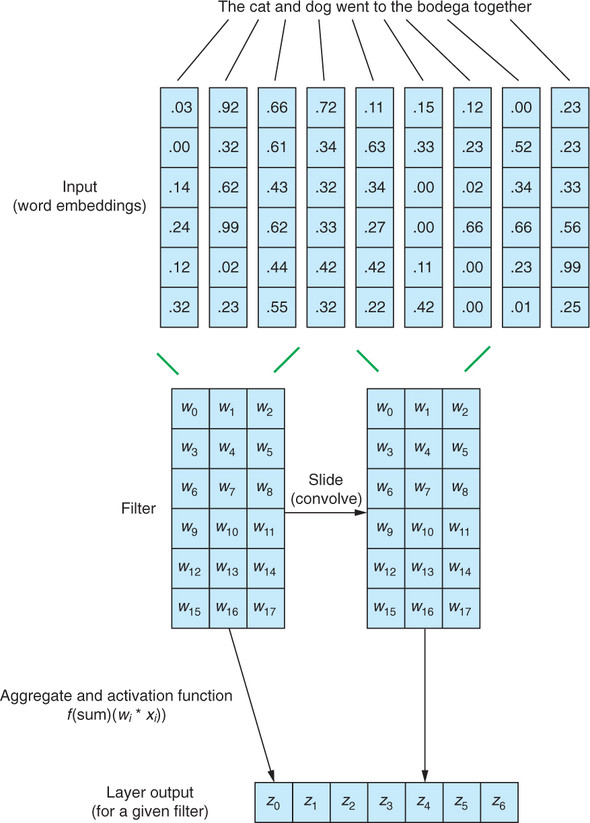 The cat and dog went to the bodega together
.03 .92 .66 .72 .11 .15 .12 .00 .23
.00 .32 .61 .34 .63 .33 .23 .52 .23
Input
(word embeddings)
.14 .62 .43 .32 .34 .00 .02 .34 .33
.24 .99 .62 .33 .27 .00 .66 .66 .56
.12 .02 .44 .42 .42 .11 .00 .23 .99
.32 .23 .55 .32 .22 .42 .00 .01 .25
w0 w1 w2 w0 w1 w2
w3 w4 w5 w3 w4 w5
w6 w7 w8 w6 w7 w8
Slide
(convolve)
Filter
w9 w10 w11 w9 w10 w11
w12 w13 w14 w12 w13 w14
w15 w16 w17 w15 w16 w17
Aggregate and activation function
f(sum)(wi * xi))
Layer output
(for a given filter)
z0 z1 z2 z3 z4 z5 z6